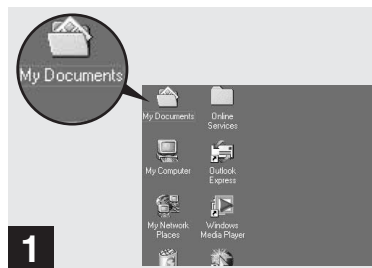 My Documents
My Documents
Online
Services
My Computer
Outlook
Express
My Network
Places
Windows
Media Player
1